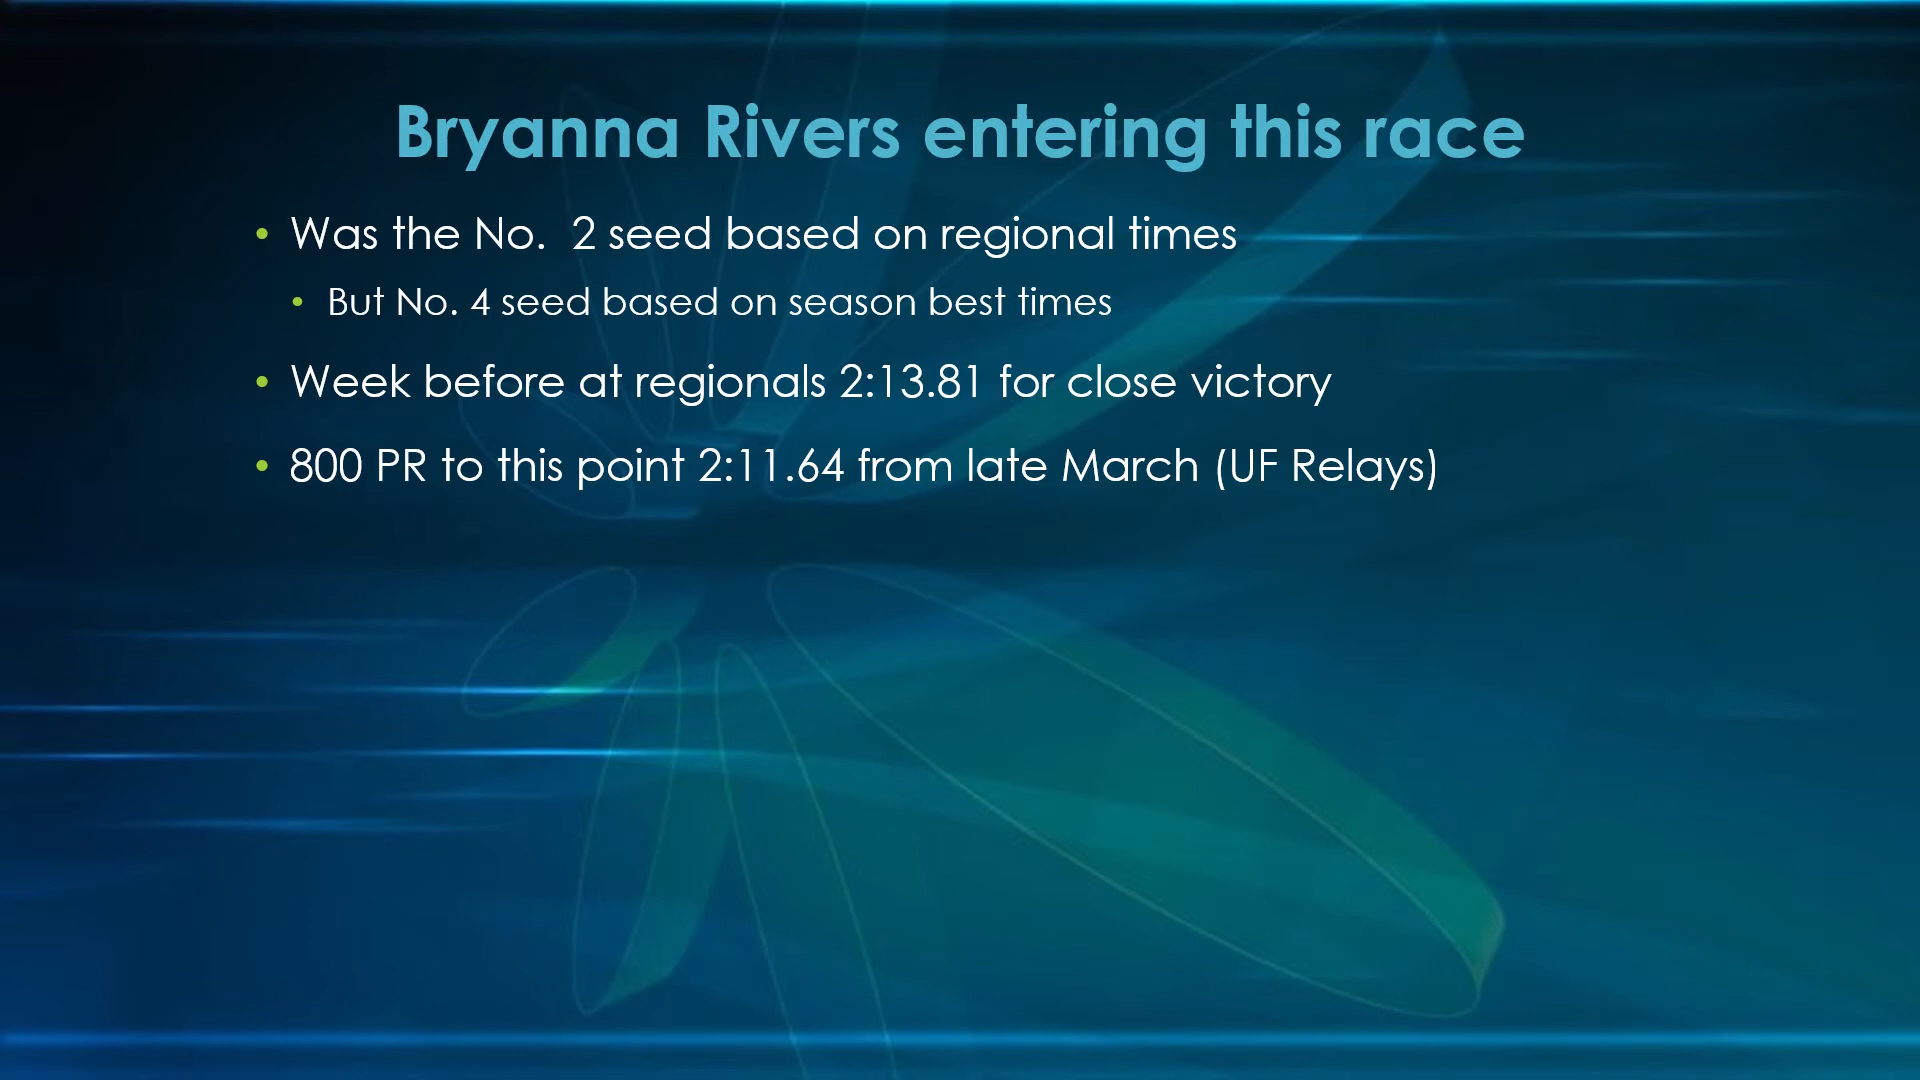 Bryanna Rivers entering this race
• Was the No.  2 seed based on regional times
• But No. 4 seed based on season best times
• Week before at regionals 2:13.81 for close victory
• 800 PR to this point 2:11.64 from late March (UF Relays)